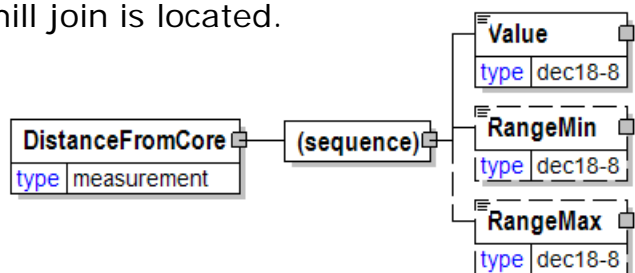 join is located.
Value
type dec18-8
DistanceFromCore
type measurement
(sequence)
RangeMin
type dec18-8
RangeMax
type dec18-8